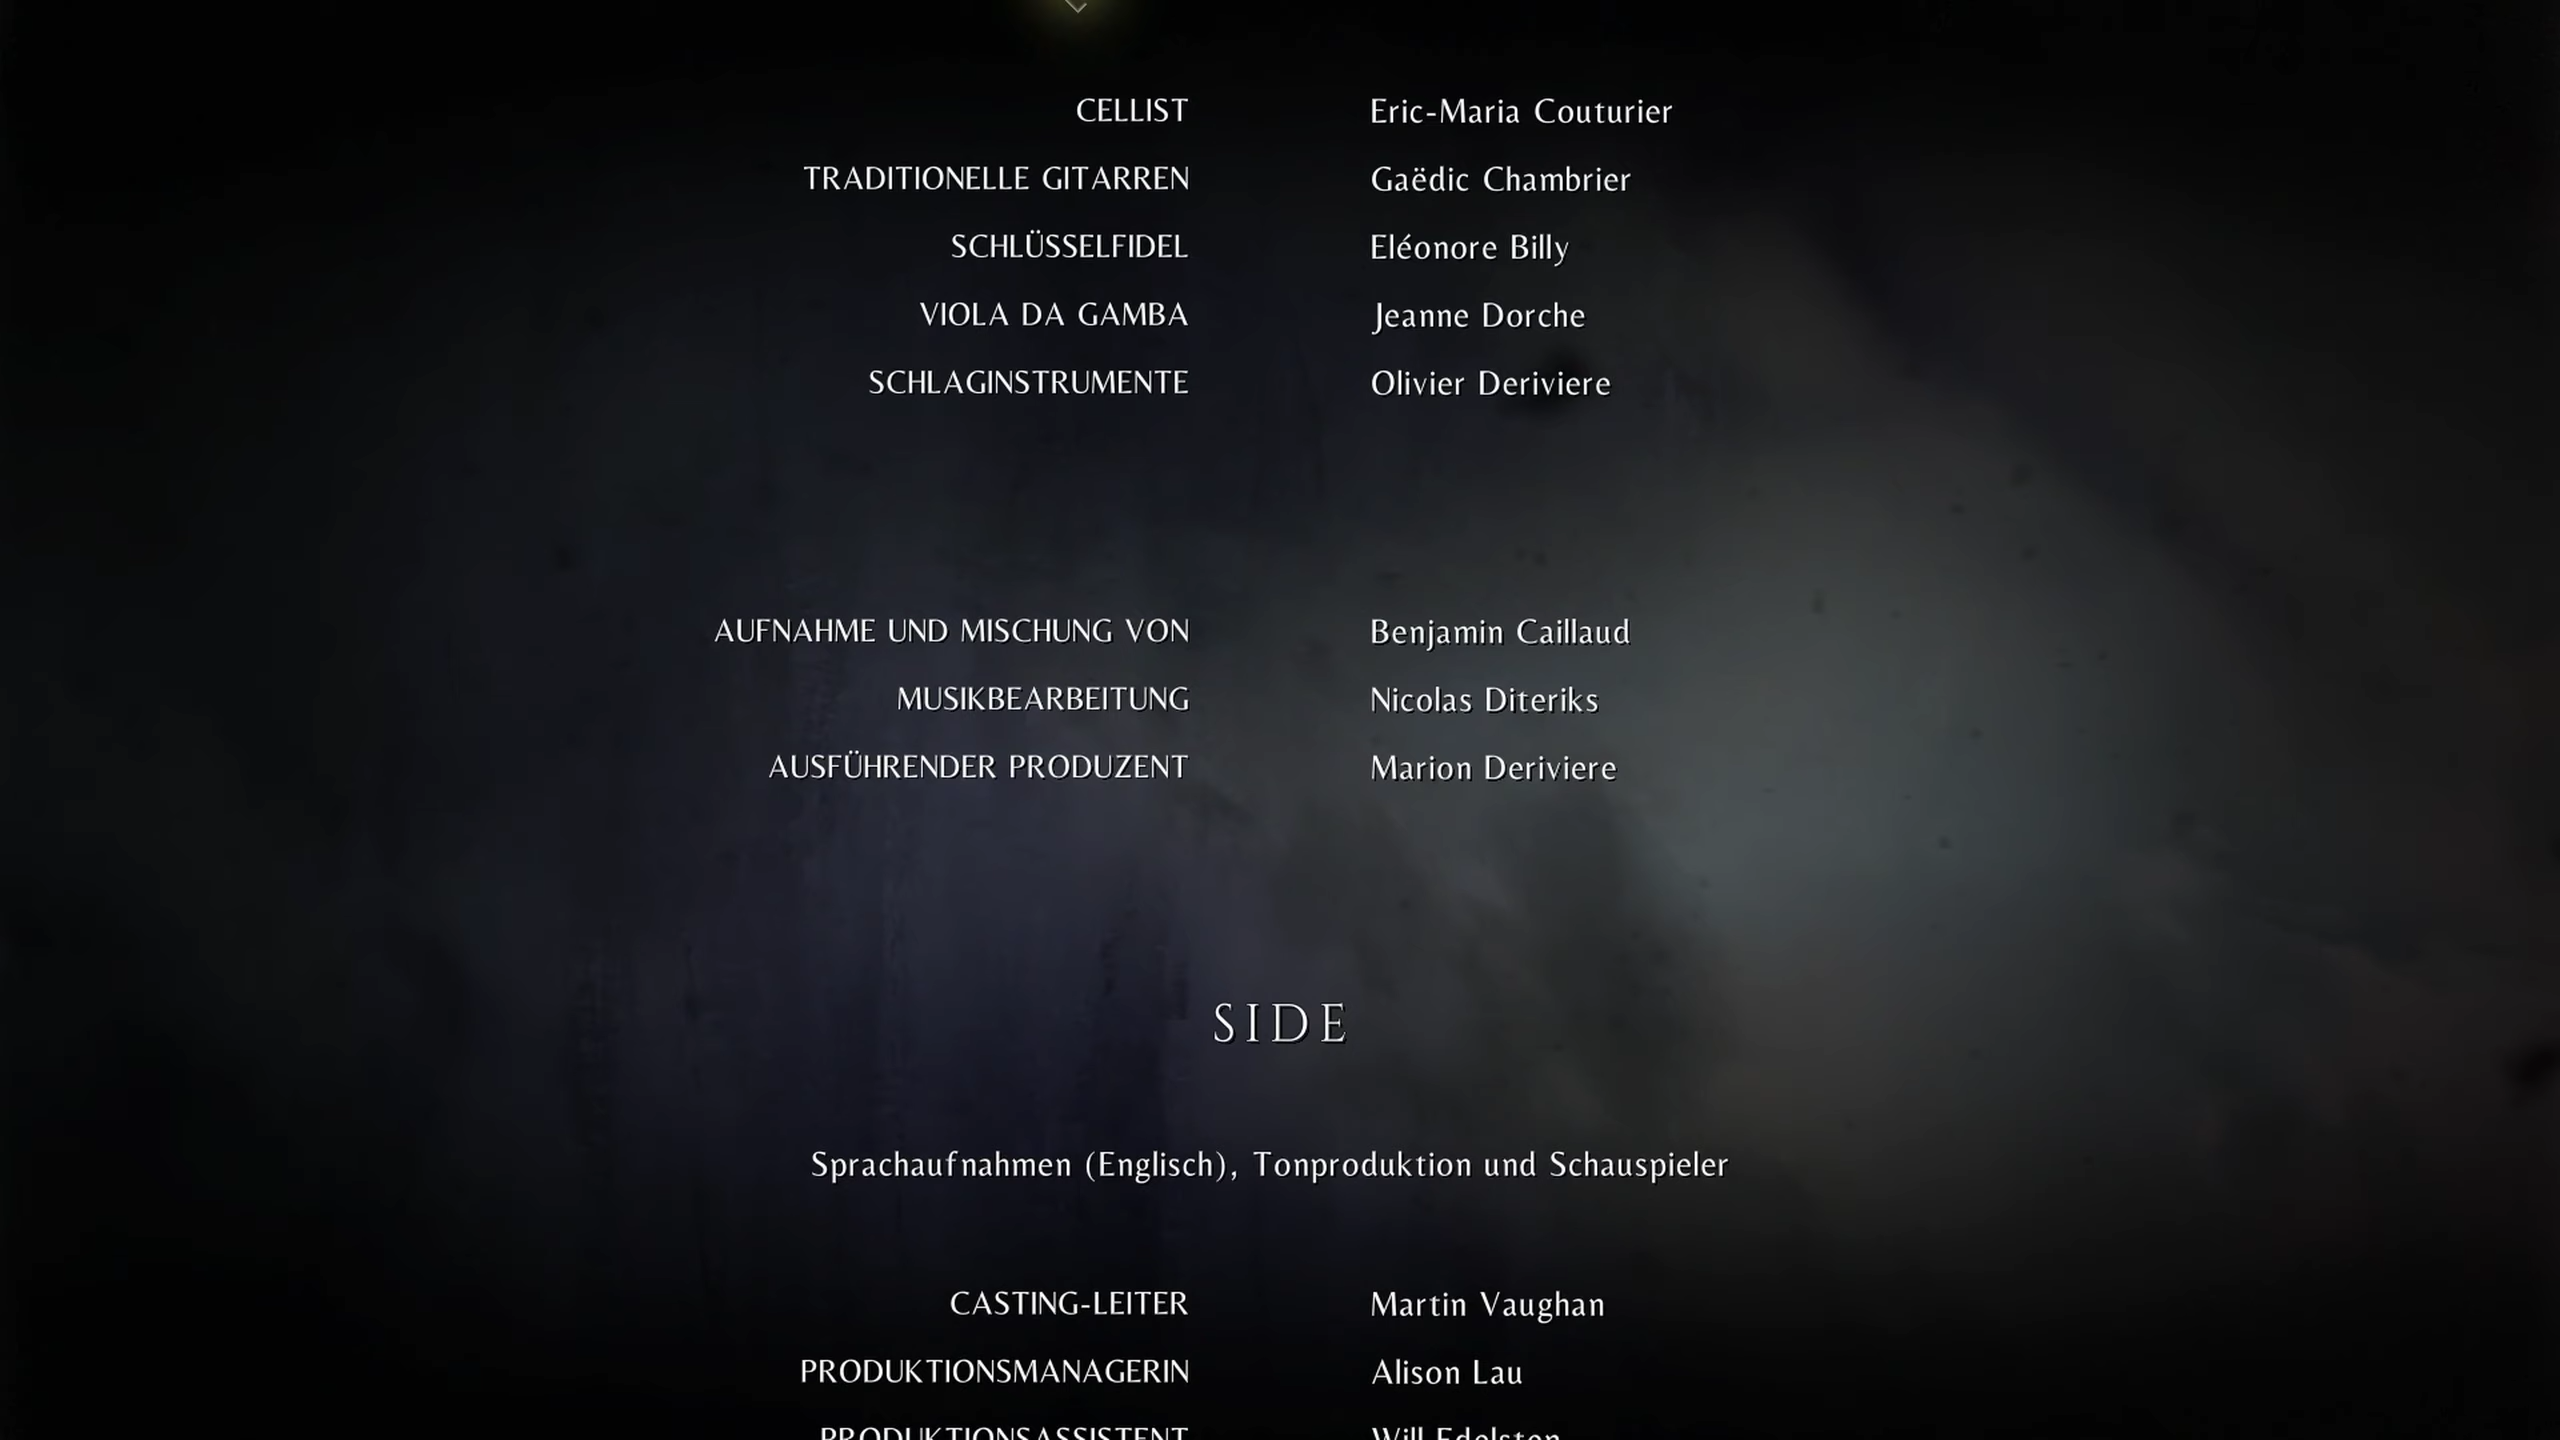 CELLIST Eric-Maria Couturier
TRADITIONELLE GITARREN Gaëdic Chambrier
SCHLÜSSELFIDEL Eléonore Billy
VIOLA DA GAMBA Jeanne Dorche
SCHLAGINSTRUMENTE Olivier Deriviere
AUFNAHME UND MISCHUNG VON Benjamin Caillaud
MUSIKBEARBEITUNG Nicolas Diteriks
AUSFÜHRENDER PRODUZENT Marion Deriviere
SIDE
Sprachaufnahmen (Englisch), Tonproduktion und Schauspieler
CASTING-LEITER Martin Vaughan
PRODUKTIONSMANAGERIN Alison Lau
PRODUKTIONSASSISTENT Will